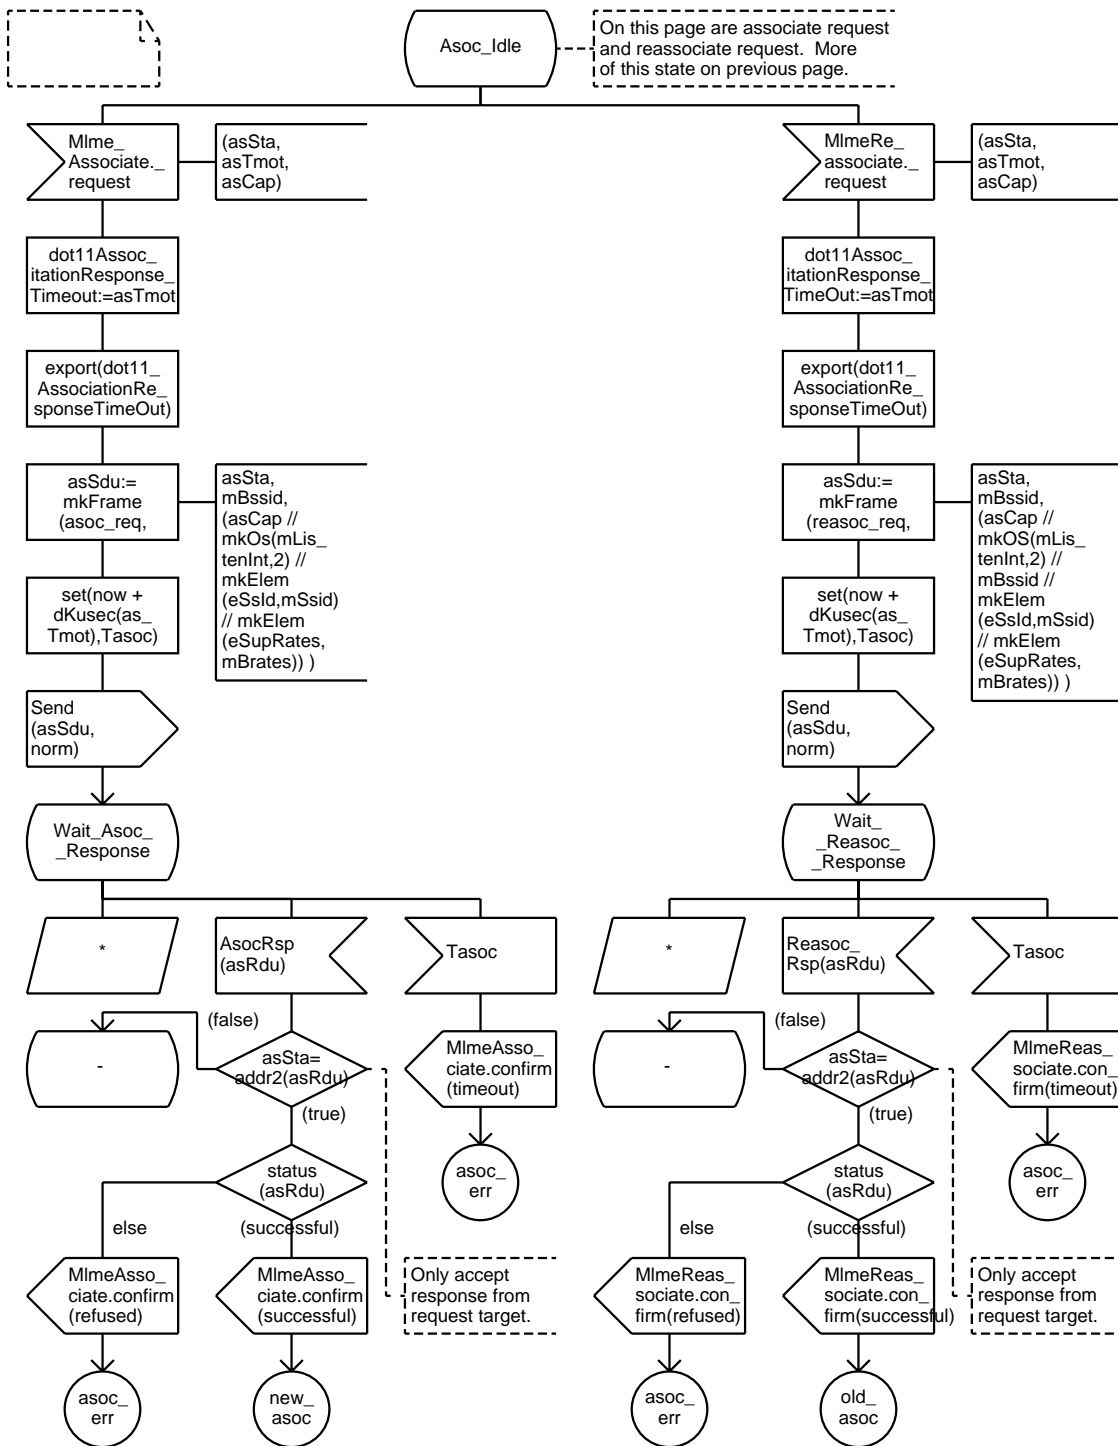 Asoc_Idle
On this page are associate request
and reassociate request.  More
of this state on previous page.
Mlme_
Associate._
request
(asSta,
asTmot,
asCap)
dot11Assoc_
itationResponse_
Timeout:=asTmot
export(dot11_
AssociationRe_
sponseTimeOut)
asSdu:=
mkFrame
(asoc_req,
asSta,
mBssid,
(asCap //
mkOs(mLis_
tenInt,2) //
mkElem
(eSsId,mSsid)
// mkElem
(eSupRates,
mBrates)) )
set(now +
dKusec(as_
Tmot),Tasoc)
Send
(asSdu,
norm)
Wait_Asoc_
_Response
*
AsocRsp
(asRdu)
Tasoc
-
(false)
asSta=
addr2(asRdu)
(true)
MlmeAsso_
ciate.confirm
(timeout)
asoc_
err
status
(asRdu)
else
(successful)
MlmeAsso_
ciate.confirm
(refused)
MlmeAsso_
ciate.confirm
(successful)
Only accept
response from
request target.
asoc_
err
new_
asoc
MlmeRe_
associate._
request
(asSta,
asTmot,
asCap)
dot11Assoc_
itationResponse_
TimeOut:=asTmot
export(dot11_
AssociationRe_
sponseTimeOut)
asSdu:=
mkFrame
(reasoc_req,
asSta,
mBssid,
(asCap //
mkOS(mLis_
tenInt,2) //
mBssid //
mkElem
(eSsId,mSsid)
// mkElem
(eSupRates,
mBrates)) )
set(now +
dKusec(as_
Tmot),Tasoc)
Send
(asSdu,
norm)
Wait_
_Reasoc_
_Response
*
Reasoc_
Rsp(asRdu)
Tasoc
-
(false)
asSta=
addr2(asRdu)
(true)
MlmeReas_
sociate.con_
firm(timeout)
asoc_
err
status
(asRdu)
else
(successful)
MlmeReas_
sociate.con_
firm(refused)
MlmeReas_
sociate.con_
firm(successful)
Only accept
response from
request target.
asoc_
err
old_
asoc